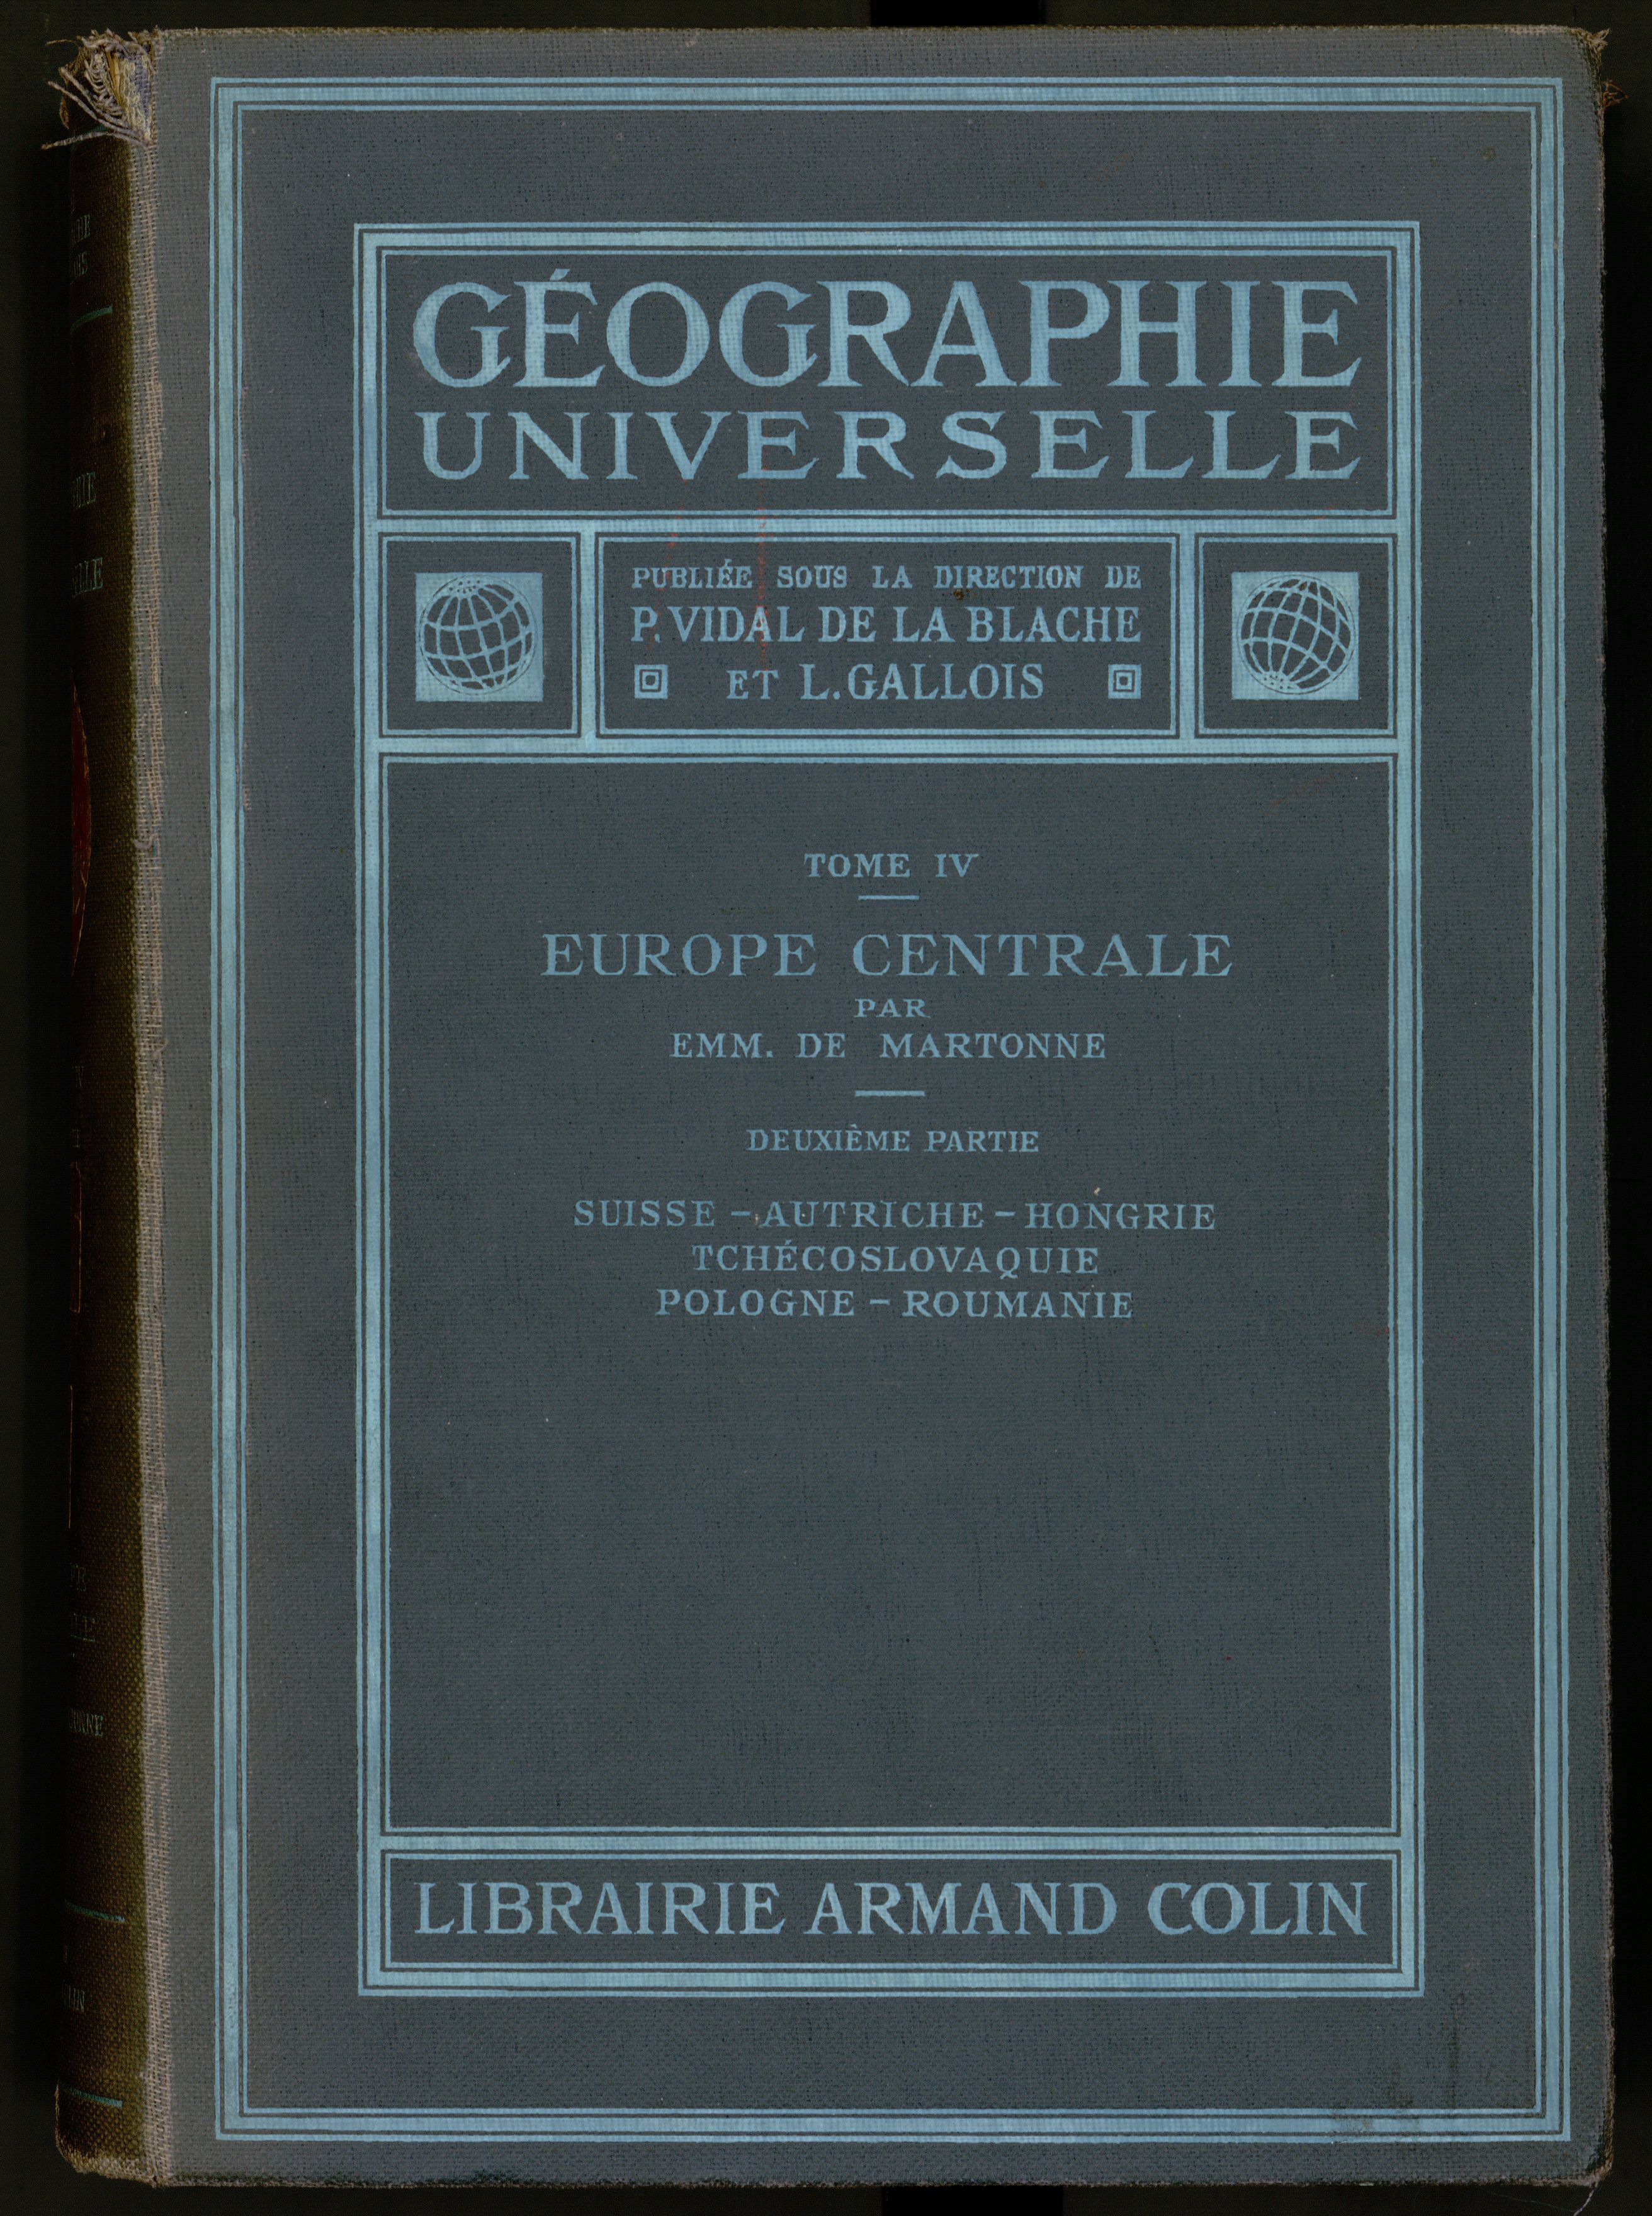 GÉOGRAPHIE
UNIVERSELLE
PUBLIÉE SOUS LA DIRECTION DE
P. VIDAL DE LA BLACHE
ET L. GALLOIS
TOME IV
EUROPE CENTRALE
PAR
EMM. DE MARTONNE
DEUXIÈME PARTIE
SUISSE – AUTRICHE – HONGRIE
TCHÉCOSLOVAQUIE
POLOGNE – ROUMANIE
LIBRAIRIE ARMAND COLIN